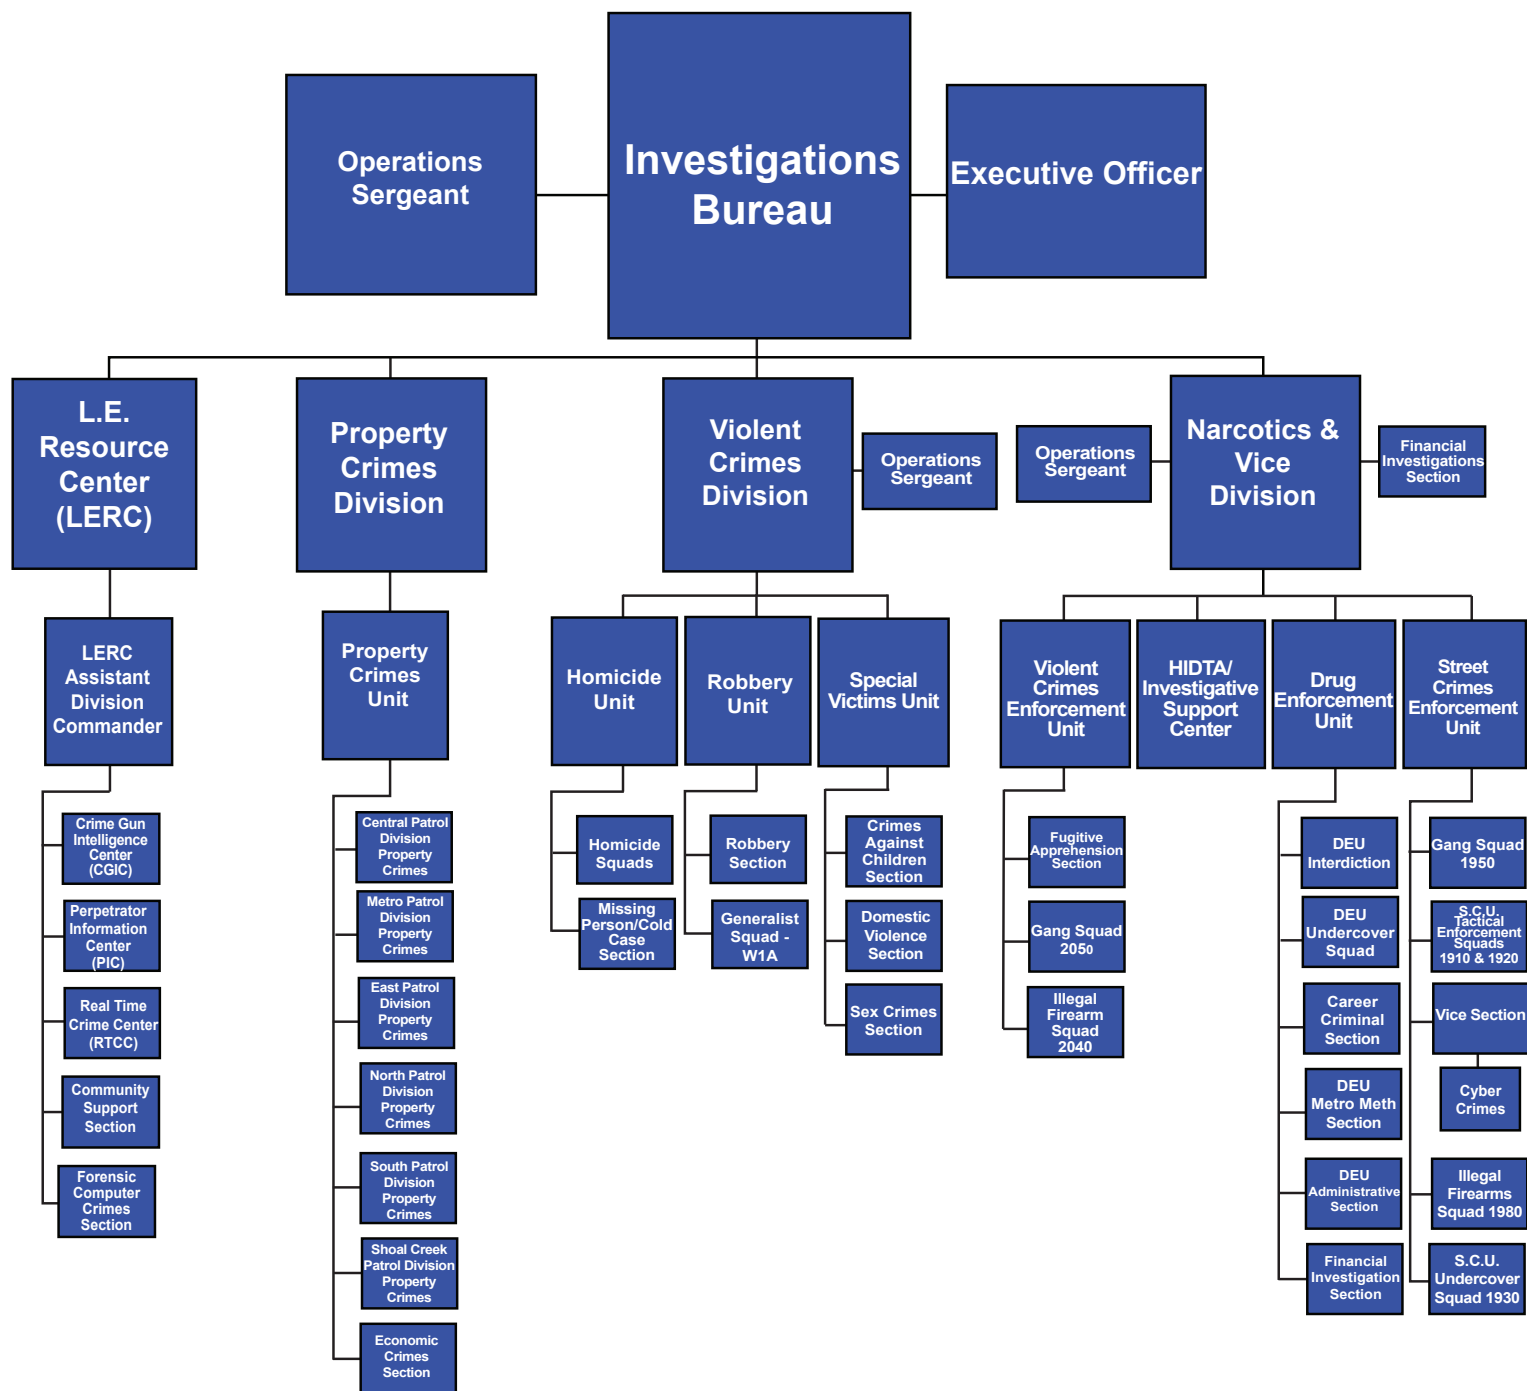 Operations
Sergeant
Investigations
Bureau
Executive Officer
L.E.
Resource
Center
(LERC)
Property
Crimes
Division
Violent
Crimes
Division
Operations
Sergeant
Operations
Sergeant
Narcotics &
Vice
Division
Financial
Investigations
Section
LERC
Assistant
Division
Commander
Property
Crimes
Unit
Homicide
Unit
Robbery
Unit
Special
Victims Unit
Violent
Crimes
Enforcement
Unit
HIDTA/
Investigative
Support
Center
Drug
Enforcement
Unit
Street
Crimes
Enforcement
Unit
Crime Gun
Intelligence
Center
(CGIC)
Perpetrator
Information
Center
(PIC)
Real Time
Crime Center
(RTCC)
Community
Support
Section
Forensic
Computer
Crimes
Section
Central Patrol
Division
Property
Crimes
Metro Patrol
Division
Property
Crimes
East Patrol
Division
Property
Crimes
North Patrol
Division
Property
Crimes
South Patrol
Division
Property
Crimes
Shoal Creek
Patrol Division
Property
Crimes
Economic
Crimes
Section
Homicide
Squads
Missing
Person/Cold
Case
Section
Robbery
Section
Generalist
Squad -
W1A
Crimes
Against
Children
Section
Domestic
Violence
Section
Sex Crimes
Section
Fugitive
Apprehension
Section
Gang Squad
2050
Illegal
Firearm
Squad
2040
DEU
Interdiction
DEU
Undercover
Squad
Career
Criminal
Section
DEU
Metro Meth
Section
DEU
Administrative
Section
Financial
Investigation
Section
Gang Squad
1950
S.C.U.
Tactical
Enforcement
Squads
1910 & 1920
Vice Section
Cyber
Crimes
Illegal
Firearms
Squad 1980
S.C.U.
Undercover
Squad 1930